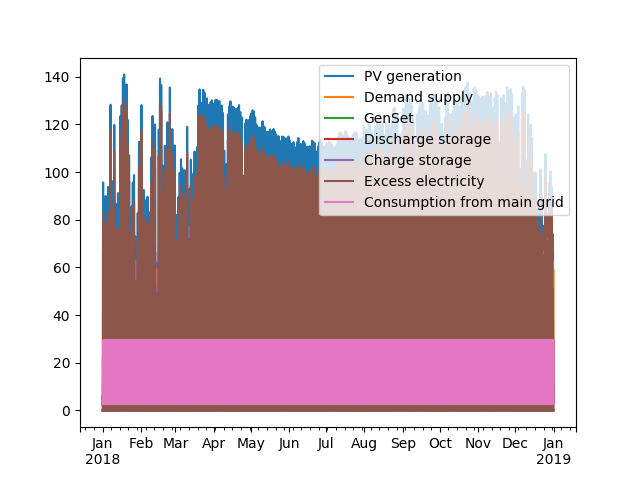 140
120
100
80
60
40
20
0
PV generation
Demand supply
GenSet
Discharge storage
Charge storage
Excess electricity
Consumption from main grid
Jan Feb Mar Apr May Jun Jul Aug Sep Oct Nov Dec Jan
2018 2019